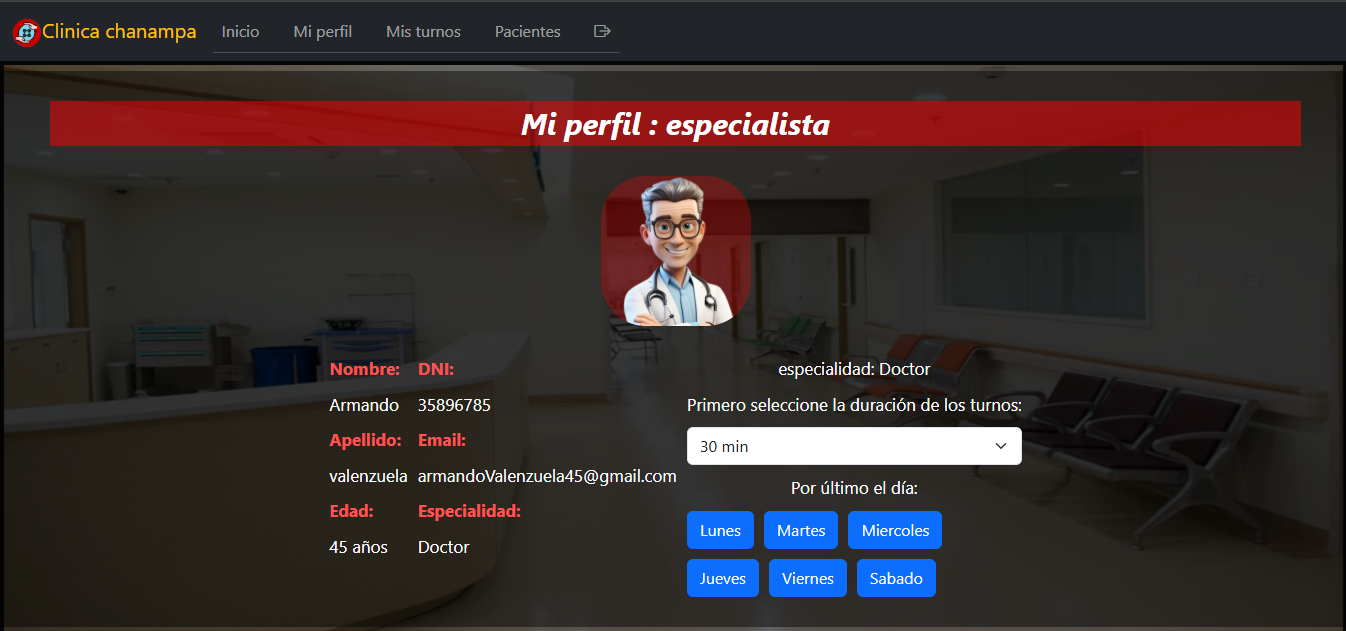 Clinica chanampa Inicio Mi perfil Mis turnos Pacientes
Mi perfil : especialista
Nombre: DNI:
Armando 35896785
Apellido: Email:
valenzuela armandoValenzuela45@gmail.com
Edad: Especialidad:
45 años Doctor
especialidad: Doctor
Primero seleccione la duración de los turnos:
30 min
Por último el día:
Lunes Martes Miercoles
Jueves Viernes Sabado